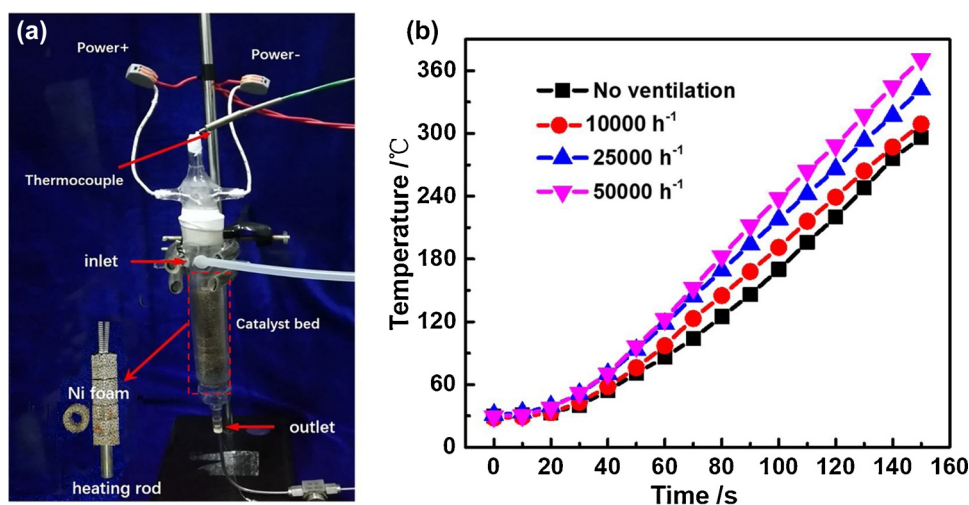 (a)
Power+
Power-
Thermocouple
inlet
Catalyst bed
Ni foam
outlet
heating rod
(b)
Temperature /℃
360
300
240
180
120
60
0
No ventilation
10000 h⁻¹
25000 h⁻¹
50000 h⁻¹
0 20 40 60 80 100 120 140 160
Time /s